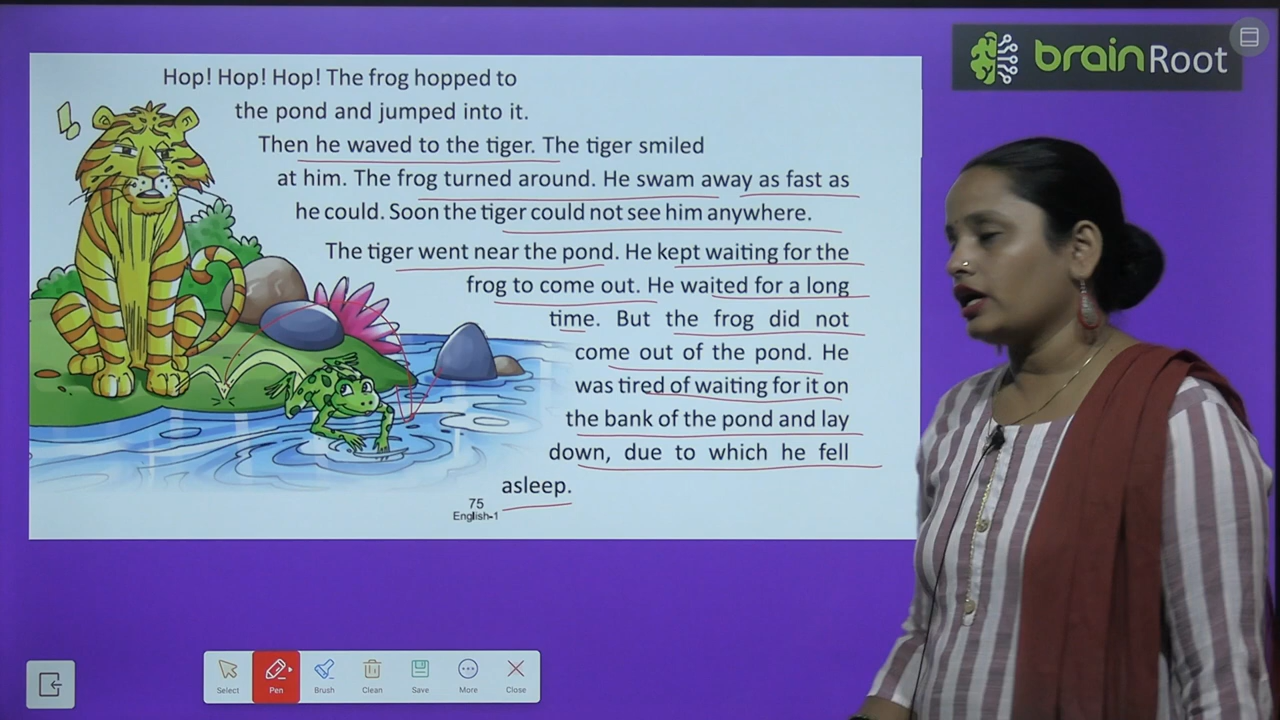 brainRoot
Hop! Hop! Hop! The frog hopped to
the pond and jumped into it.
Then he waved to the tiger. The tiger smiled
at him. The frog turned around. He swam away as fast as
he could. Soon the tiger could not see him anywhere.
The tiger went near the pond. He kept waiting for the
frog to come out. He waited for a long
time. But the frog did not
come out of the pond. He
was tired of waiting for it on
the bank of the pond and lay
down, due to which he fell
asleep.
75
English-1
Select Pen Brush Clean Save More Close